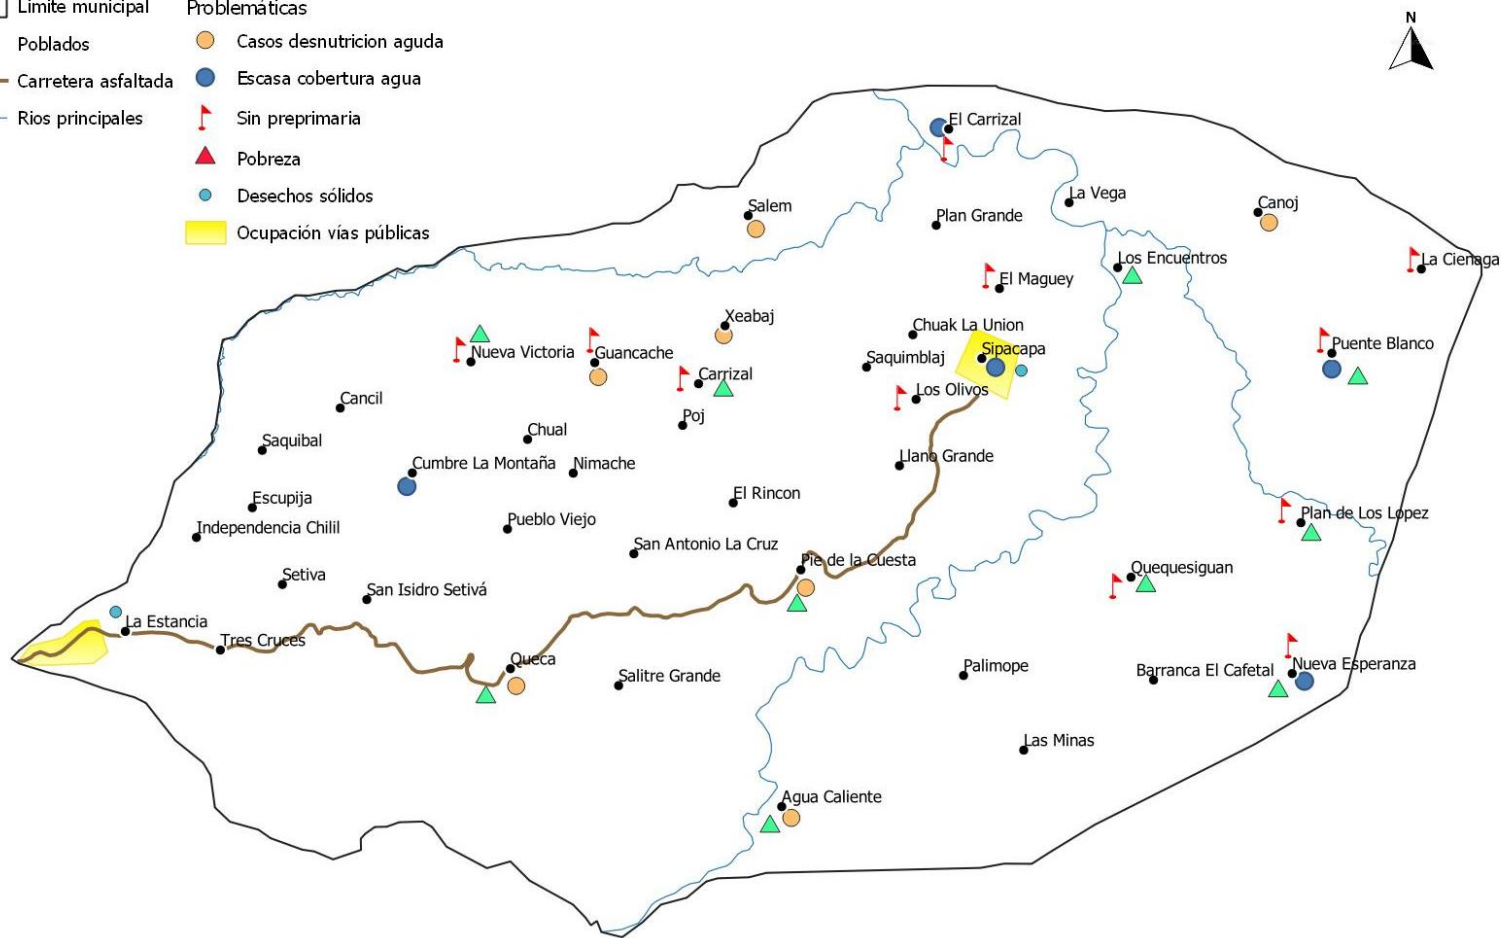 Limite municipal
Poblados
Carretera asfaltada
Rios principales
Problemáticas
Casos desnutricion aguda
Escasa cobertura agua
Sin preprimaria
Pobreza
Desechos sólidos
Ocupación vías públicas
N
El Carrizal
La Vega
Canoj
Salem
Plan Grande
Los Encuentros
La Cienaga
El Maguey
Xeabaj
Chuak La Union
Puente Blanco
Nueva Victoria
Guancache
Sipacapa
Saquimblaj
Carrizal
Los Olivos
Cancil
Poj
Chual
Saquibal
Llano Grande
Cumbre La Montaña
Nimache
El Rincon
Escupija
Plan de Los Lopez
Pueblo Viejo
Independencia Chilil
San Antonio La Cruz
Pie de la Cuesta
Quequesiguan
Setiva
San Isidro Setivá
La Estancia
Tres Cruces
Queca
Palimope
Nueva Esperanza
Barranca El Cafetal
Salitre Grande
Las Minas
Agua Caliente